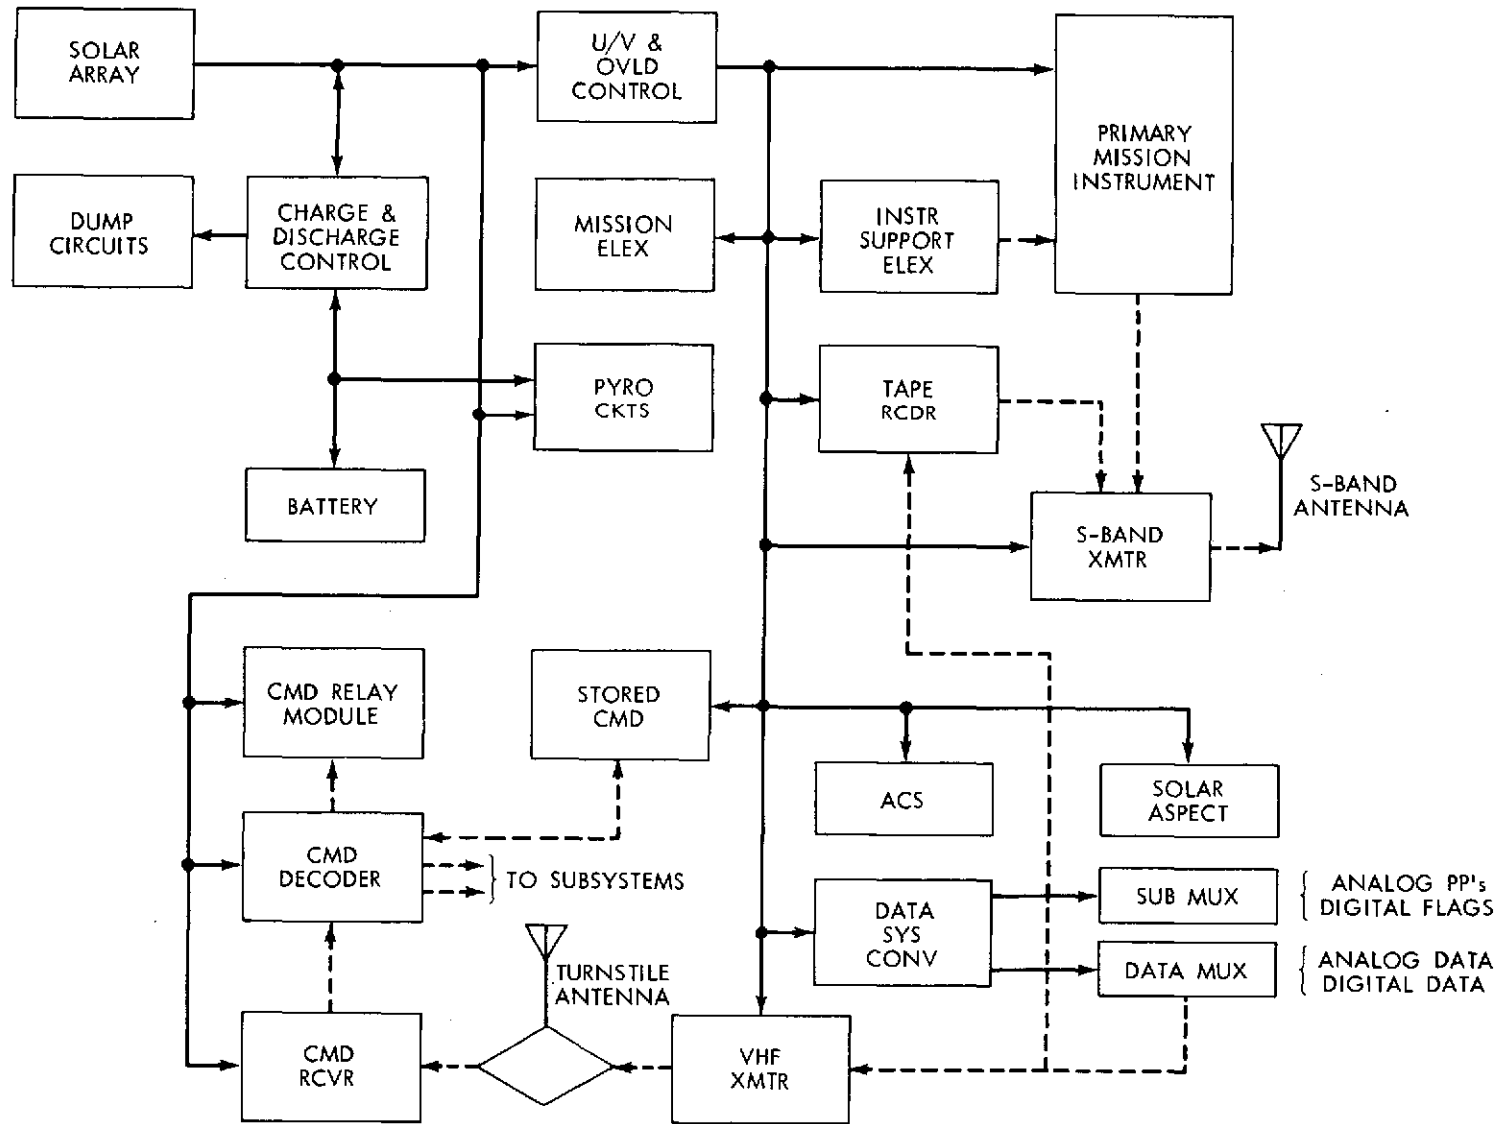 SOLAR
ARRAY
U/V &
OVLD
CONTROL
PRIMARY
MISSION
INSTRUMENT
DUMP
CIRCUITS
CHARGE &
DISCHARGE
CONTROL
MISSION
ELEX
INSTR
SUPPORT
ELEX
PYRO
CKTS
TAPE
RCDR
BATTERY
S-BAND
XMTR
S-BAND
ANTENNA
CMD RELAY
MODULE
STORED
CMD
ACS
SOLAR
ASPECT
CMD
DECODER
TO SUBSYSTEMS
DATA
SYS
CONV
SUB MUX
ANALOG PP's
DIGITAL FLAGS
DATA MUX
ANALOG DATA
DIGITAL DATA
TURNSTILE
ANTENNA
CMD
RCVR
VHF
XMTR